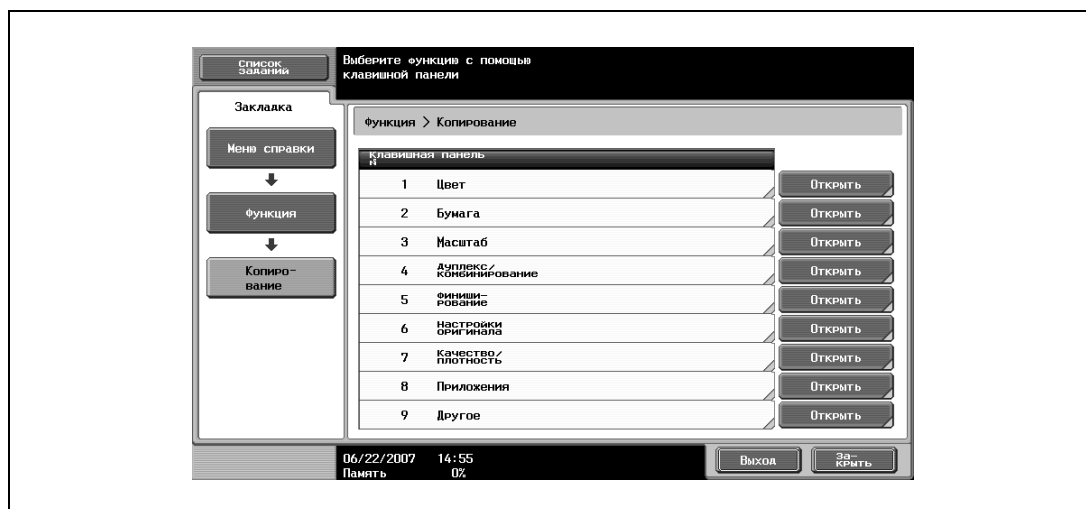 Список
заданий
Выберите функцию с помощью
клавишной панели
Закладка
Меню справки
Функция
Копиро-
вание
Функция > Копирование
Клавишная панель
N
1 Цвет Открыть
2 Бумага Открыть
3 Масштаб Открыть
4 Дуплекс/
комбинирование Открыть
5 Финиши-
рование Открыть
6 Настройки
оригинала Открыть
7 Качество/
плотность Открыть
8 Приложения Открыть
9 Другое Открыть
06/22/2007 14:55
Память 0%
Выход
За-
крыть